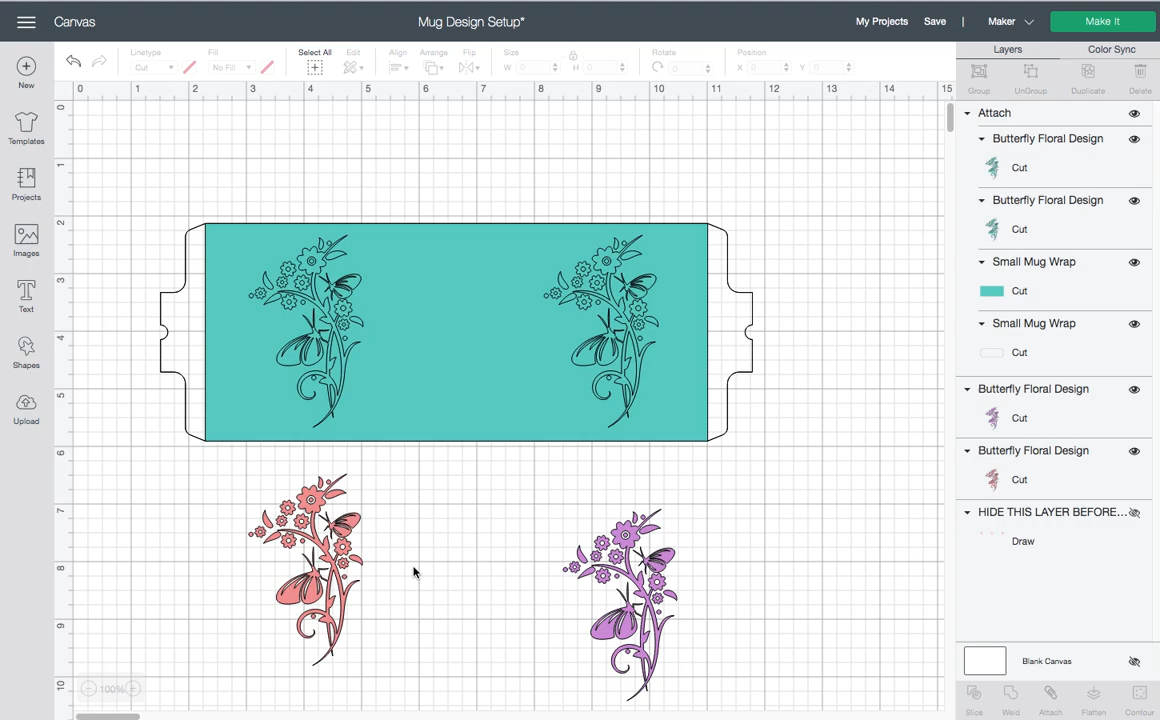 Canvas
Mug Design Setup*
My Projects Save | Maker Make It
New
Templates
Projects
Images
Text
Shapes
Upload
Linetype
Cut
Fill
No Fill
Select All
Edit
Align
Arrange
Flip
Size
W 0
H 0
Rotate
0
Position
X 0
Y 0
0 1 2 3 4 5 6 7 8 9 10 11 12 13 14 15
0
1
2
3
4
5
6
7
8
9
10
100%
Layers
Color Sync
Group
UnGroup
Duplicate
Delete
Attach
Butterfly Floral Design
Cut
Butterfly Floral Design
Cut
Small Mug Wrap
Cut
Small Mug Wrap
Cut
Butterfly Floral Design
Cut
Butterfly Floral Design
Cut
HIDE THIS LAYER BEFORE...
Draw
Blank Canvas
Slice
Weld
Attach
Flatten
Contour